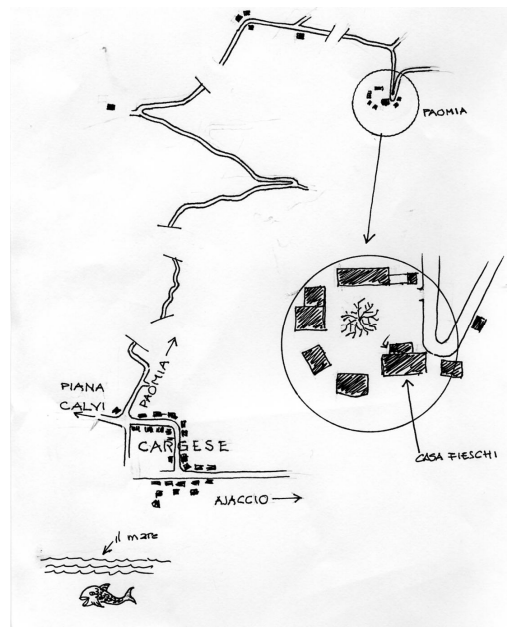 PAOMIA
PAOMIA
PIANA
CALVI
CARGESE
CASA FIESCHI
AJACCIO
il mare